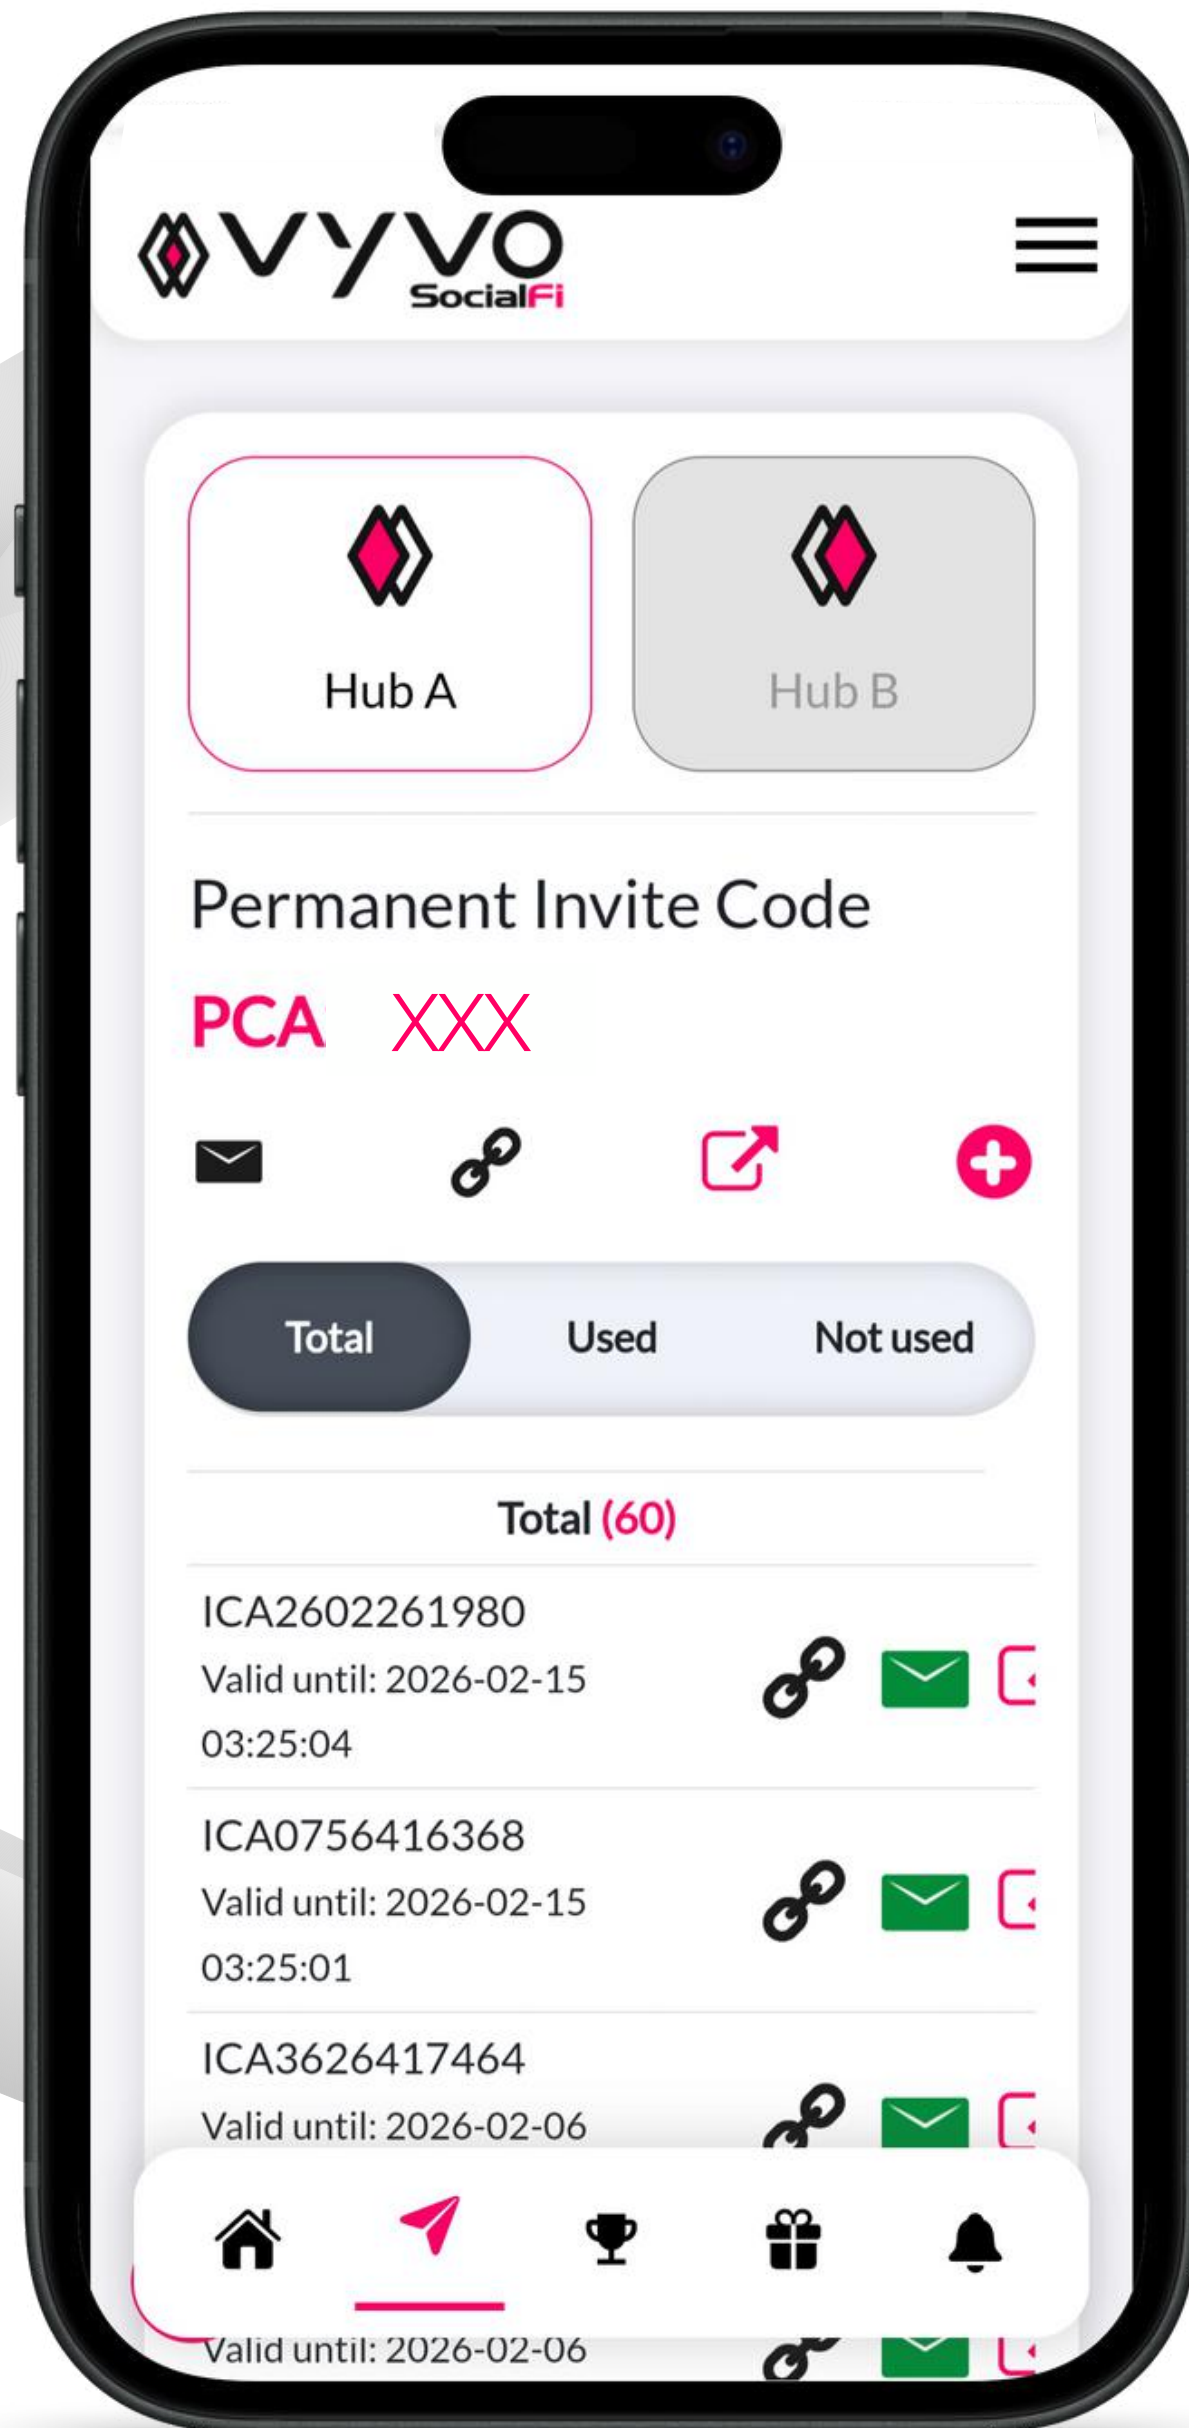 VYVO
SocialFi
Hub A
Hub B
Permanent Invite Code
PCA XXX
Total
Used
Not used
Total (60)
ICA2602261980
Valid until: 2026-02-15
03:25:04
ICA0756416368
Valid until: 2026-02-15
03:25:01
ICA3626417464
Valid until: 2026-02-06
Valid until: 2026-02-06